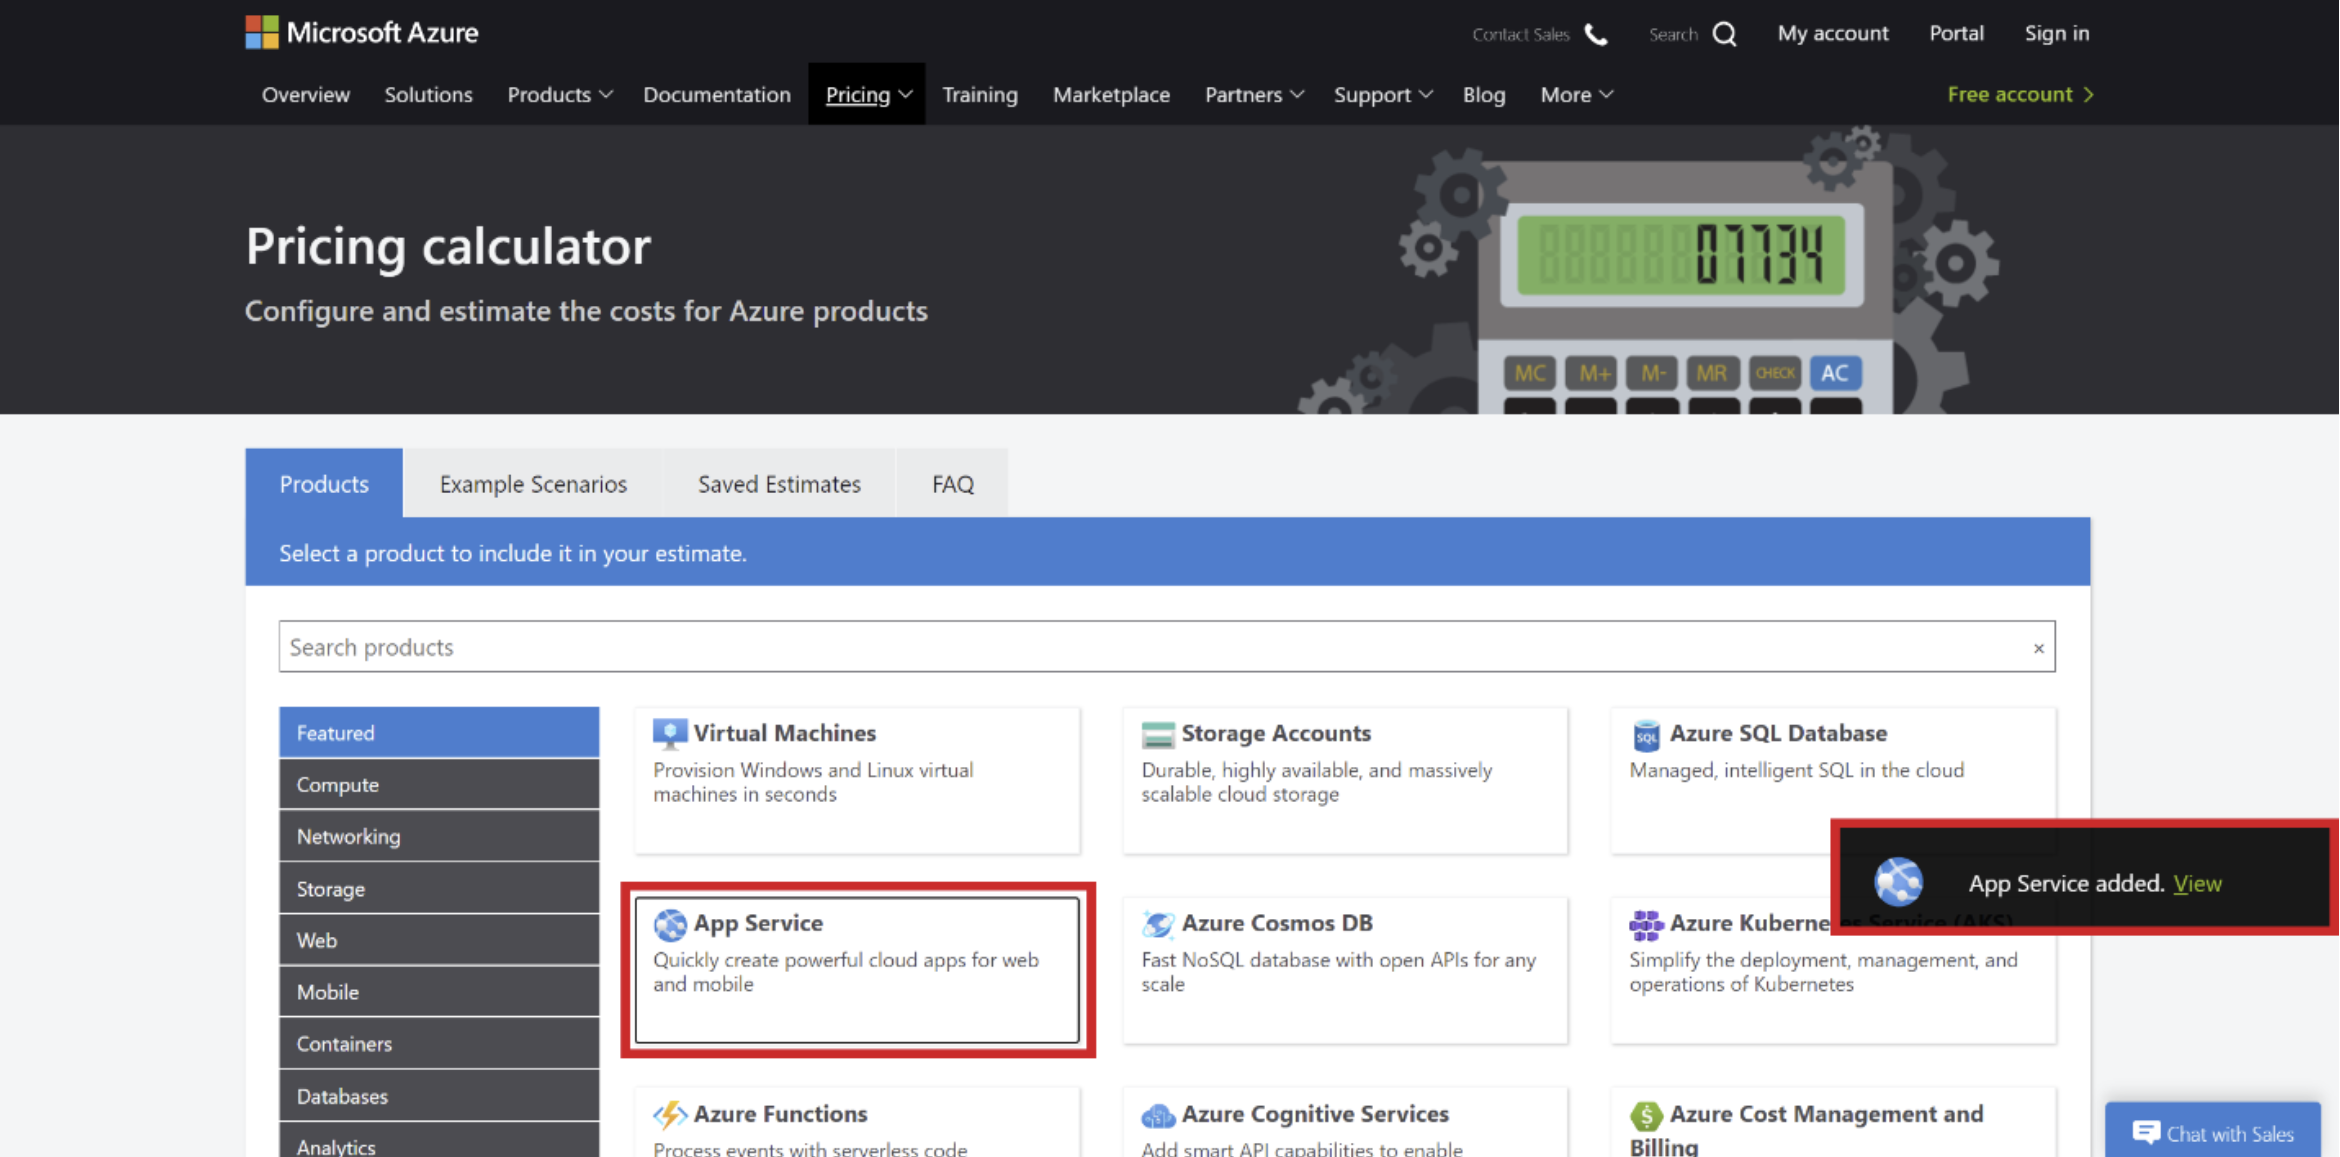 Microsoft Azure
Contact Sales
Search
My account
Portal
Sign in
Overview
Solutions
Products
Documentation
Pricing
Training
Marketplace
Partners
Support
Blog
More
Free account
Pricing calculator
Configure and estimate the costs for Azure products
07734
MC
M+
M-
MR
CHECK
AC
Products
Example Scenarios
Saved Estimates
FAQ
Select a product to include it in your estimate.
Search products
Featured
Compute
Networking
Storage
Web
Mobile
Containers
Databases
Analytics
Virtual Machines
Provision Windows and Linux virtual
machines in seconds
Storage Accounts
Durable, highly available, and massively
scalable cloud storage
SQL
Azure SQL Database
Managed, intelligent SQL in the cloud
App Service
Quickly create powerful cloud apps for web
and mobile
Azure Cosmos DB
Fast NoSQL database with open APIs for any
scale
Azure Kubernetes Service (AKS)
Simplify the deployment, management, and
operations of Kubernetes
App Service added. View
Azure Functions
Process events with serverless code
Azure Cognitive Services
Add smart API capabilities to enable
Azure Cost Management and
Billing
Chat with Sales